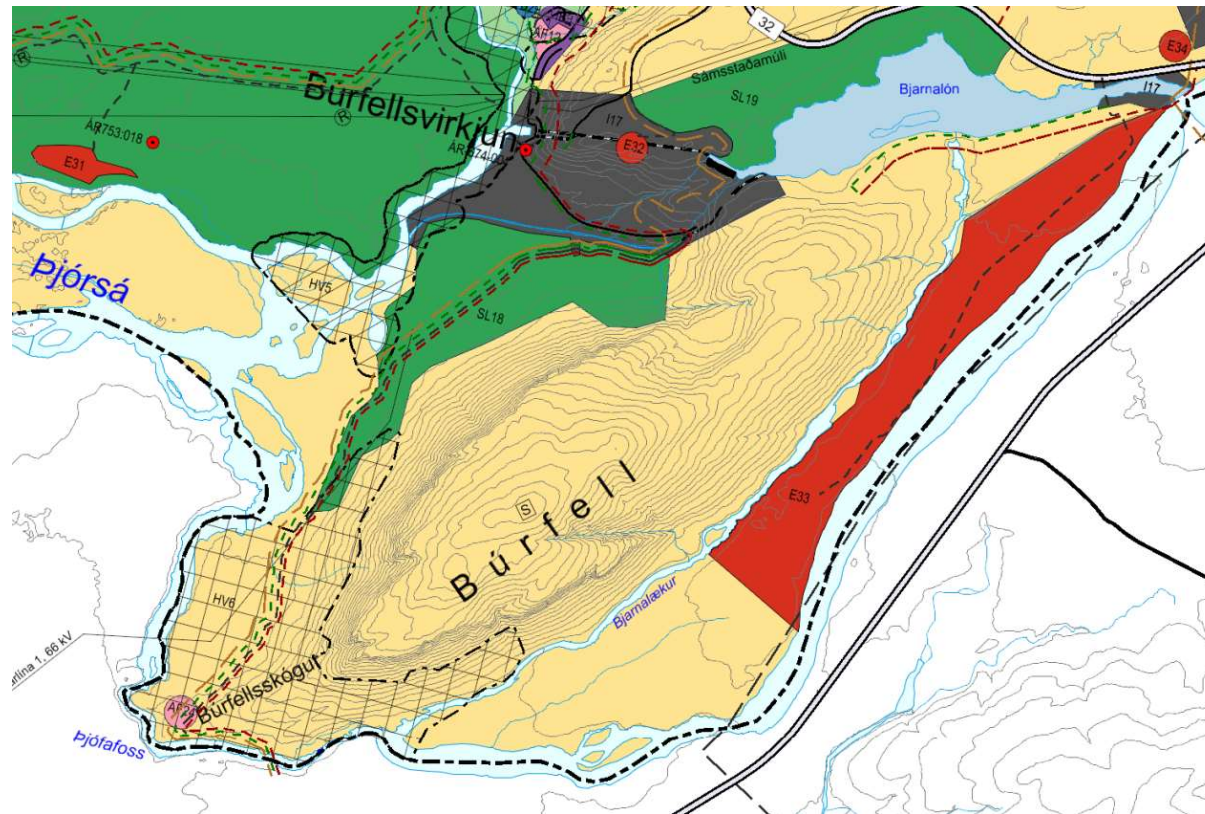 AF13
32
E34
Sámsstaðamúli
R
Bjarnalón
SL19
I17
Búrfellsvirkjun
I17
R
ÁR753:018
E32
E31
Þjórsá
HV5
SL18
S
Búrfell
E33
Bjarnalækur
HV6
Búrfellsskógur
Þjófafoss